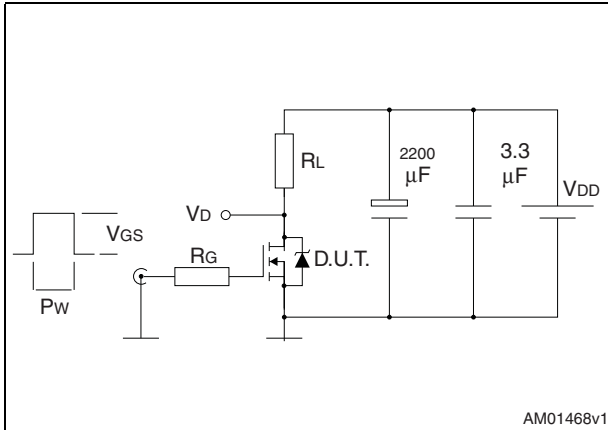 RL
2200
μF
3.3
μF
VDD
VD
VGS
RG
D.U.T.
PW
AM01468v1